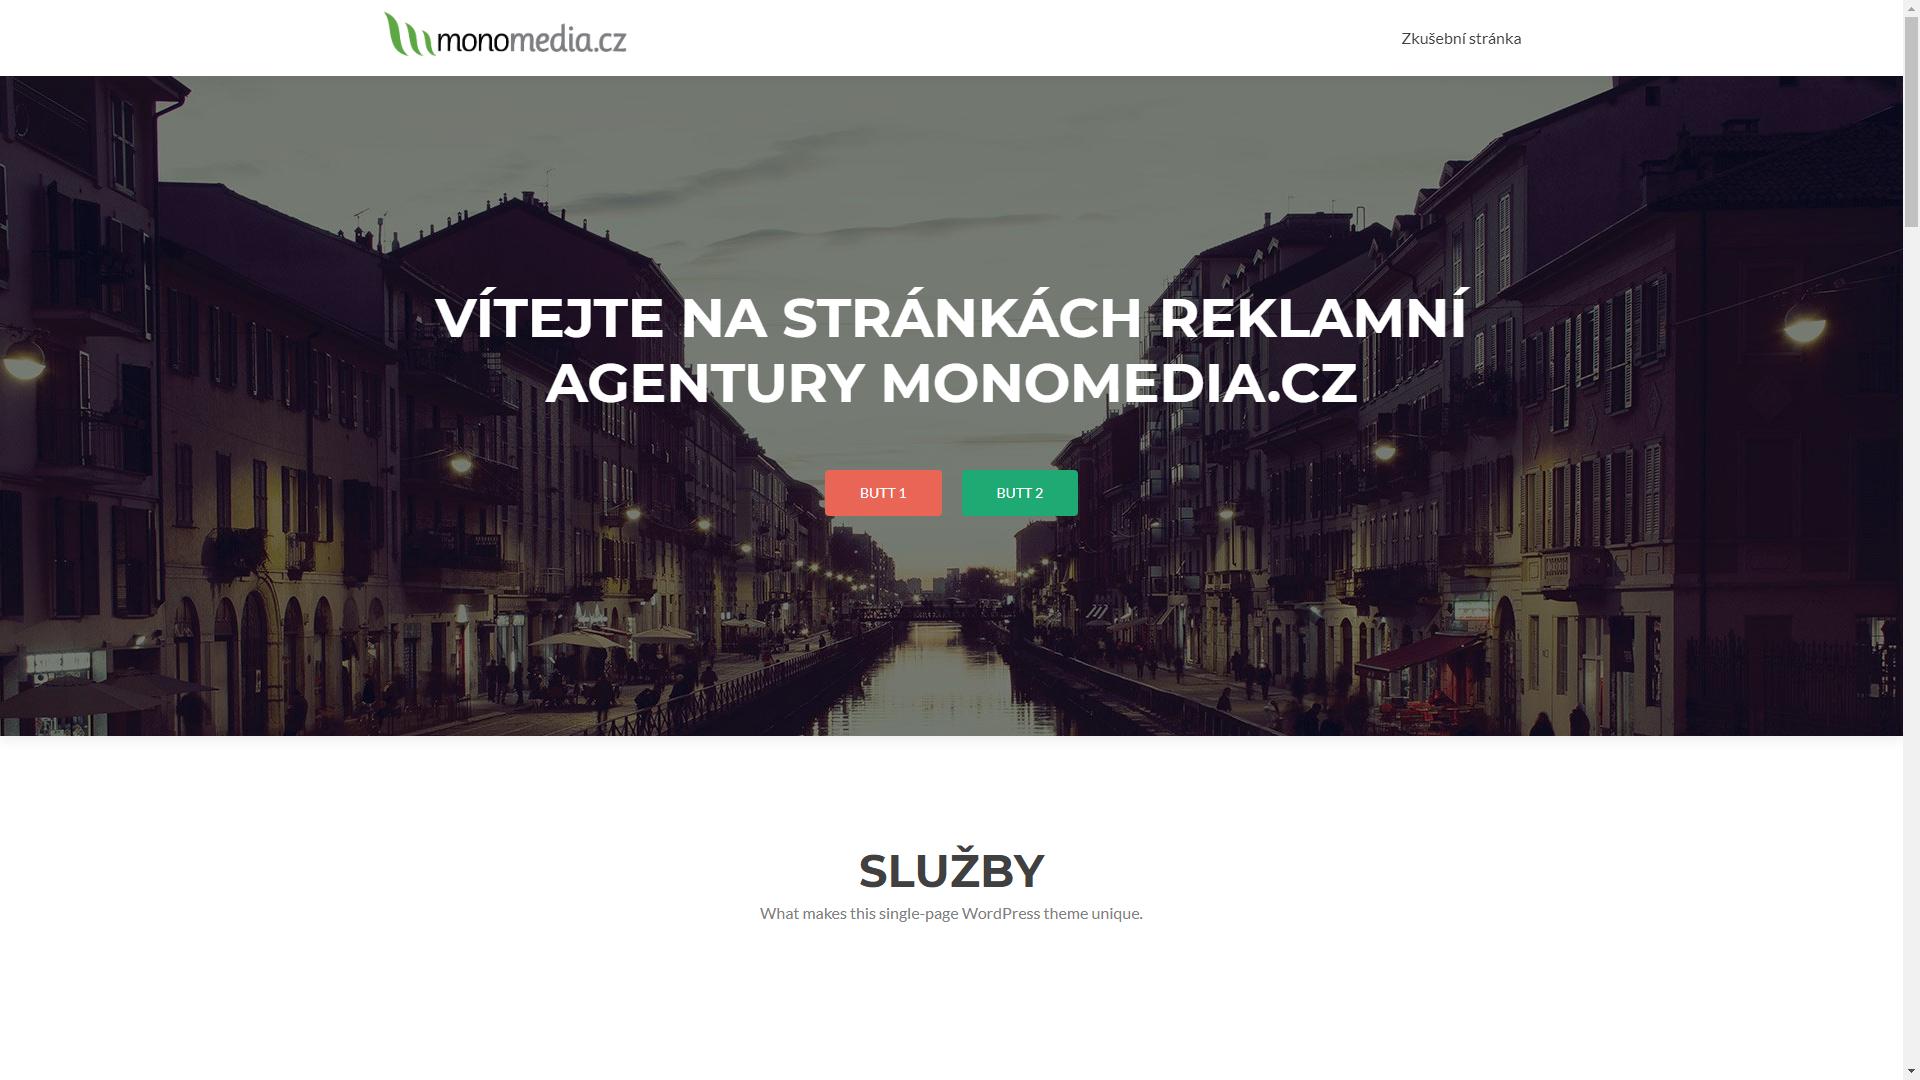 monomedia.cz
Zkušební stránka
VÍTEJTE NA STRÁNKÁCH REKLAMNÍ
AGENTURY MONOMEDIA.CZ
BUTT 1
BUTT 2
SLUŽBY
What makes this single-page WordPress theme unique.